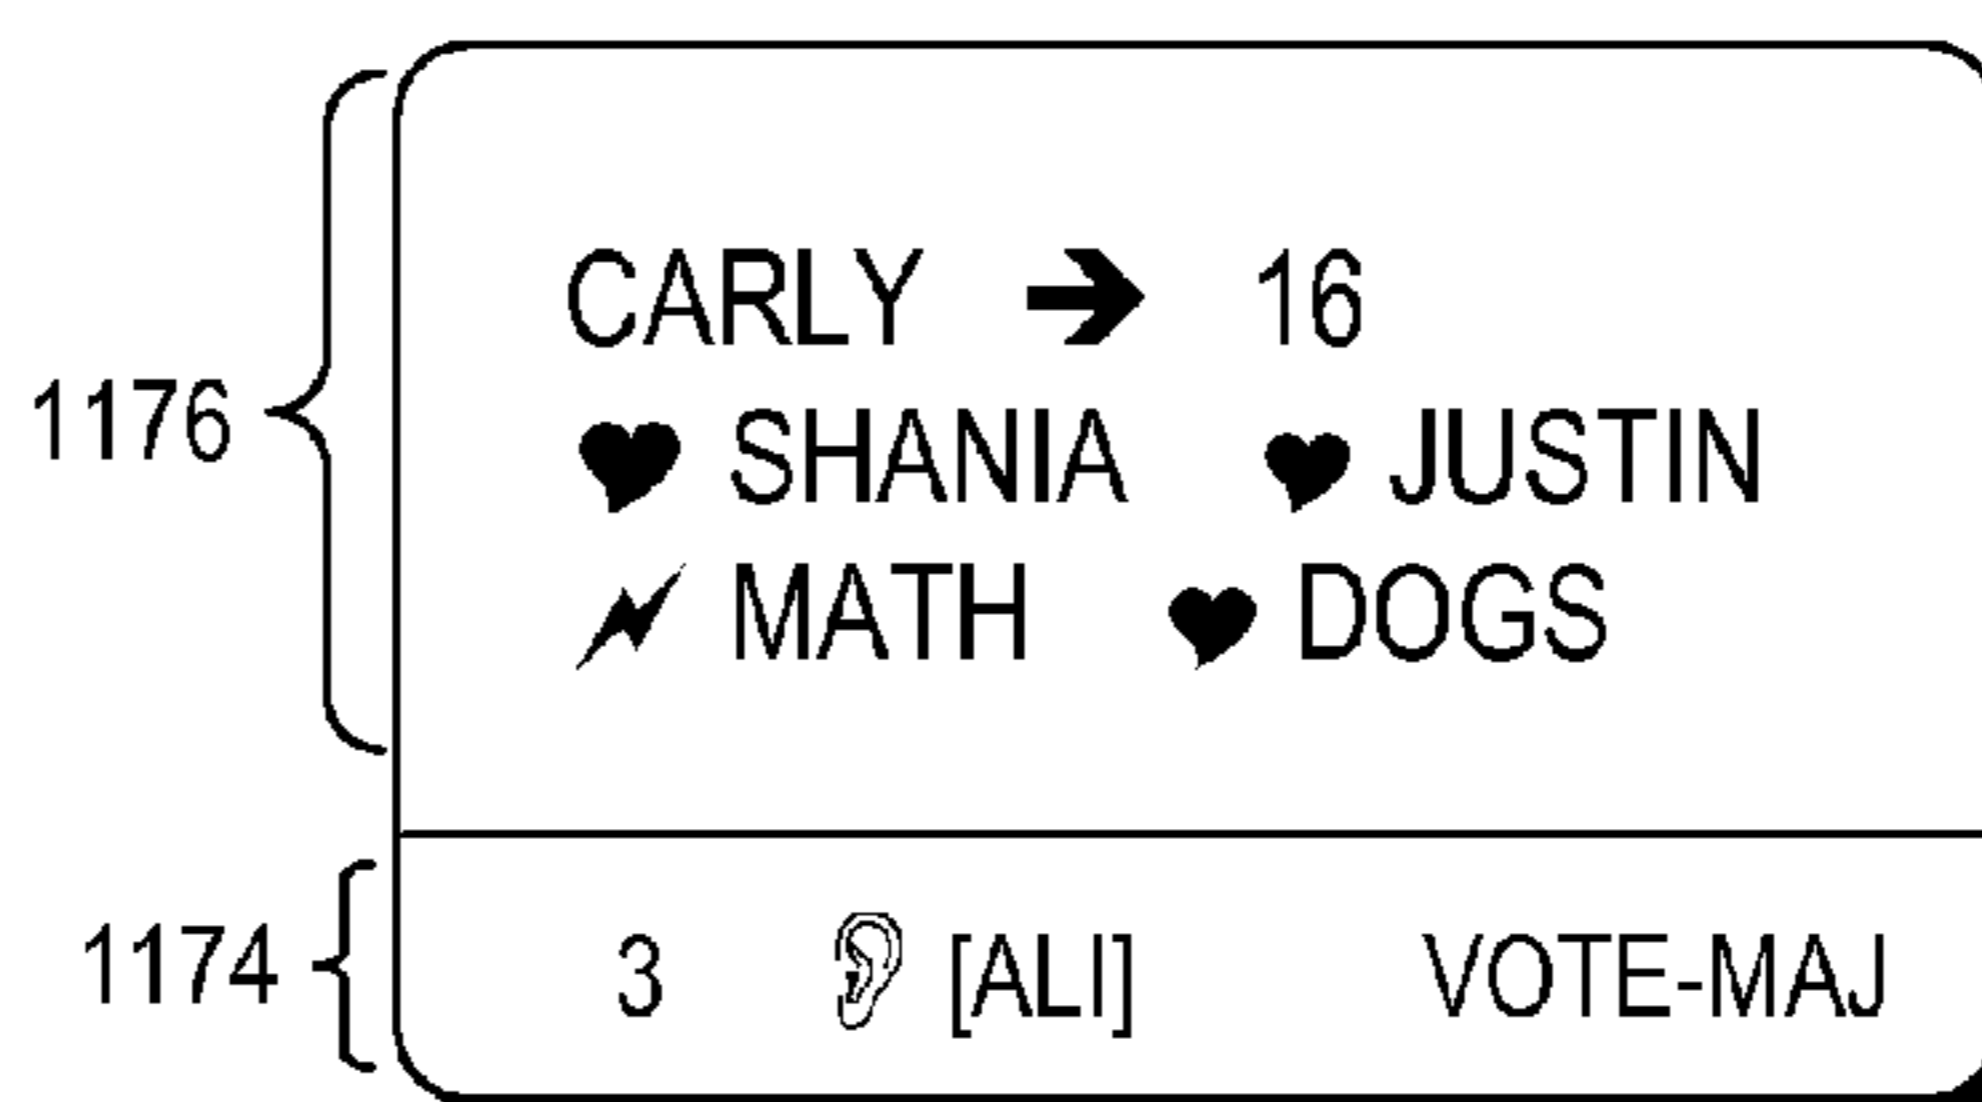 CARLY → 16
1176
♥ SHANIA ♥ JUSTIN
MATH ♥ DOGS
1174
3 [ALI] VOTE-MAJ